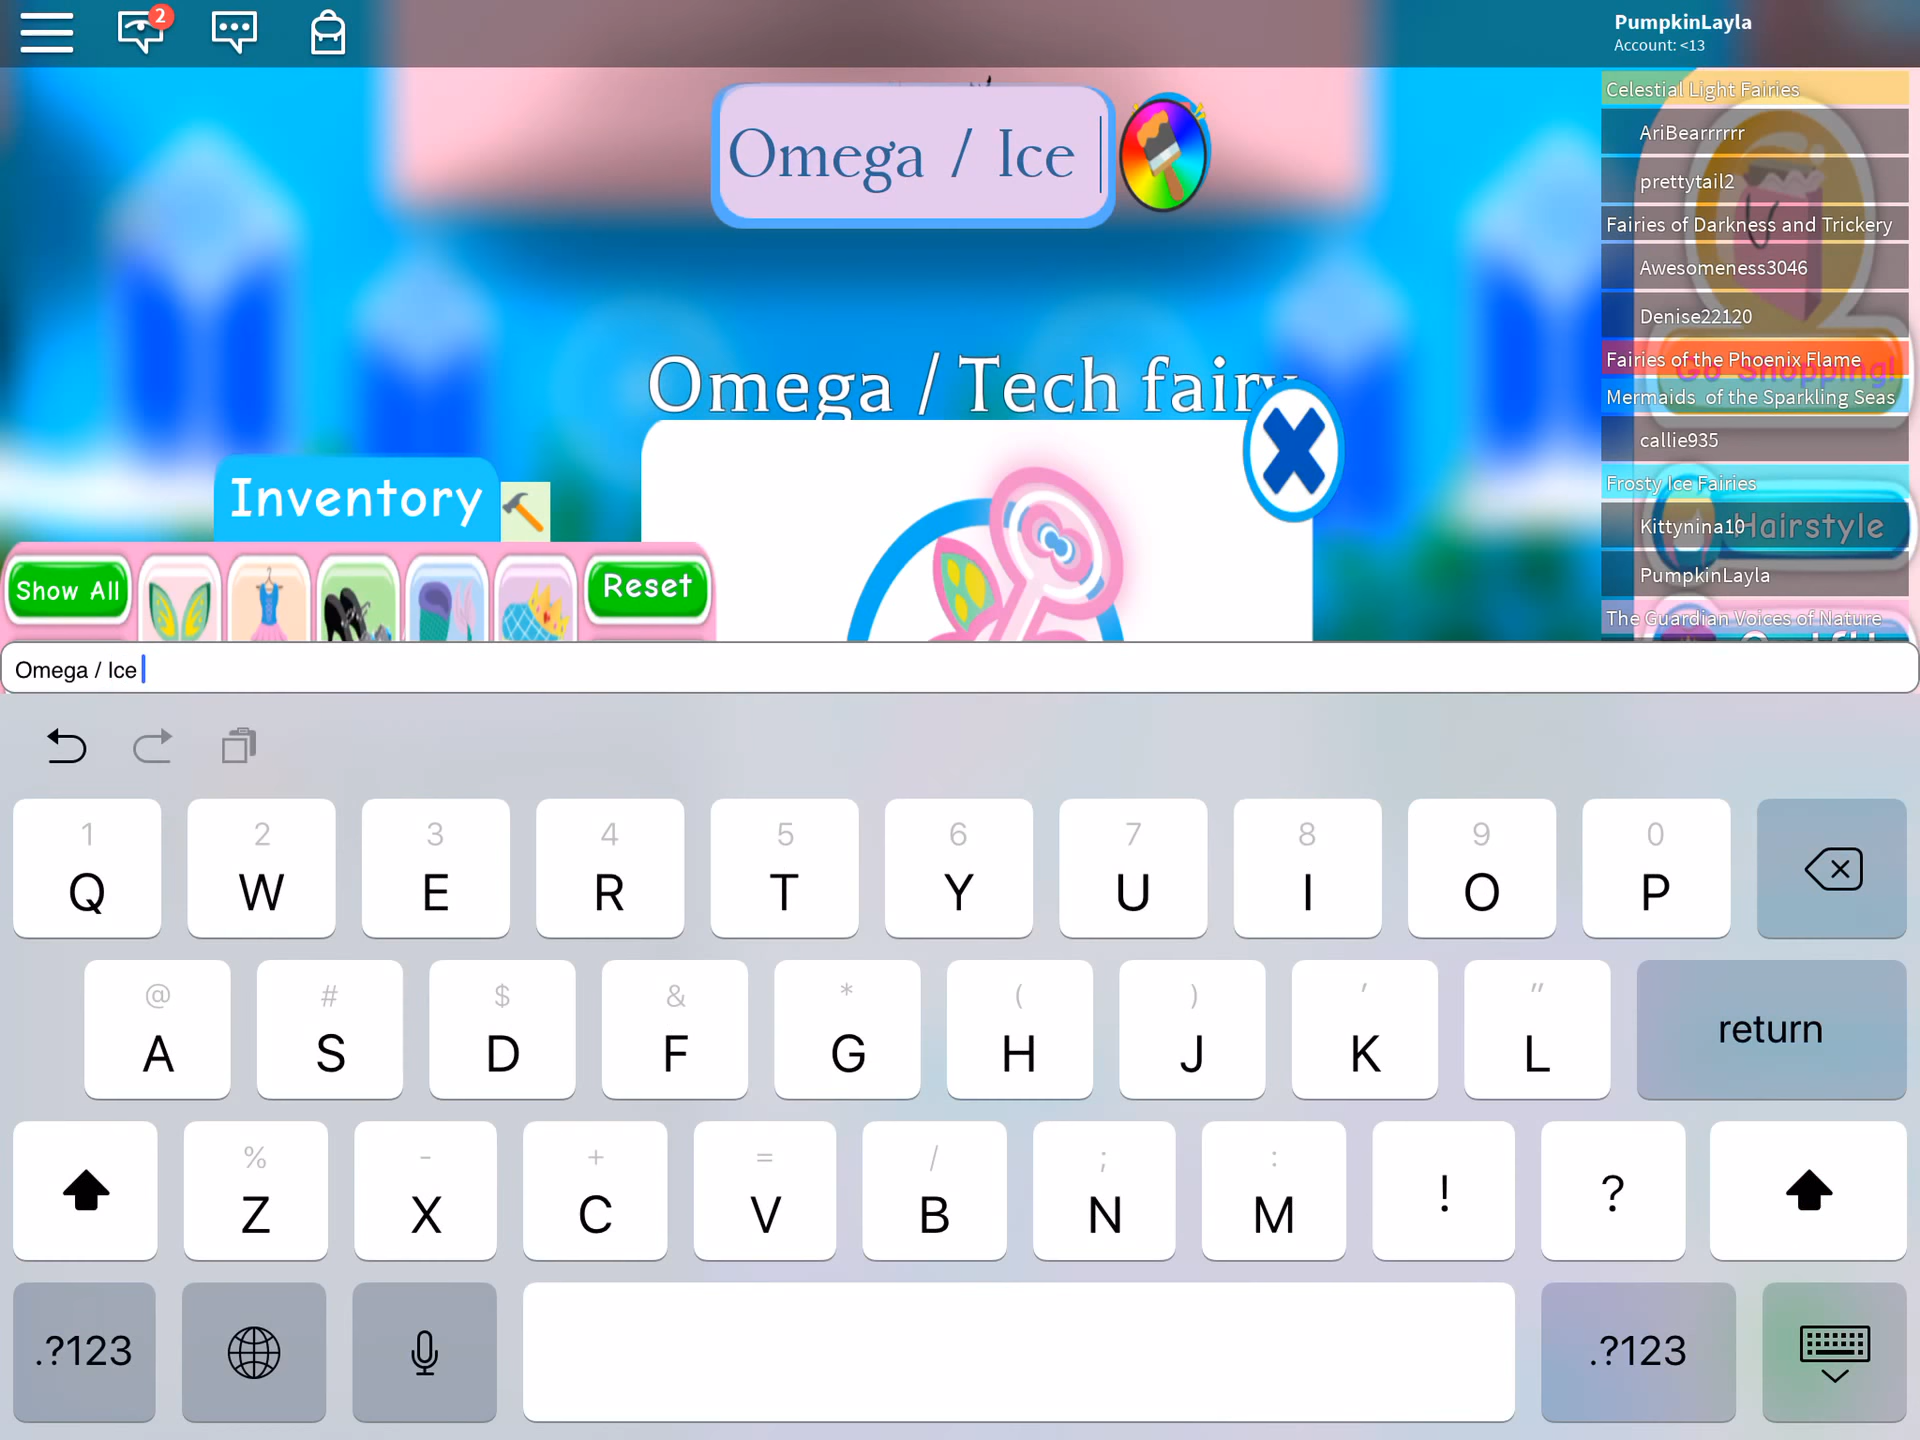 2
PumpkinLayla
Account: <13
Omega / Ice
Celestial Light Fairies
AriBearrrrrr
prettytail2
Fairies of Darkness and Trickery
Awesomeness3046
Denise22120
Fairies of the Phoenix Flame
Go Shopping!
Mermaids of the Sparkling Seas
callie935
Frosty Ice Fairies
Kittynina10
Hairstyle
PumpkinLayla
The Guardian Voices of Nature
Omega / Tech fairy
Inventory
Show All
Reset
Omega / Ice
1 2 3 4 5 6 7 8 9 0
Q W E R T Y U I O P
@ # $ & * ( ) ' "
A S D F G H J K L return
% - + = / ; :
Z X C V B N M ! ?
.?123 .?123